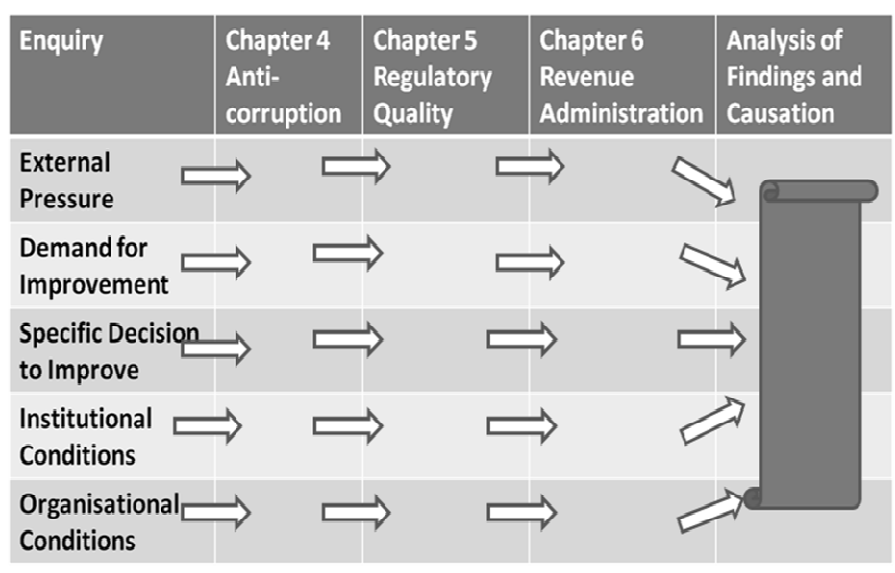 Enquiry
Chapter 4
Anti-
corruption
Chapter 5
Regulatory
Quality
Chapter 6
Revenue
Administration
Analysis of
Findings and
Causation
External
Pressure
Demand for
Improvement
Specific Decision
to Improve
Institutional
Conditions
Organisational
Conditions